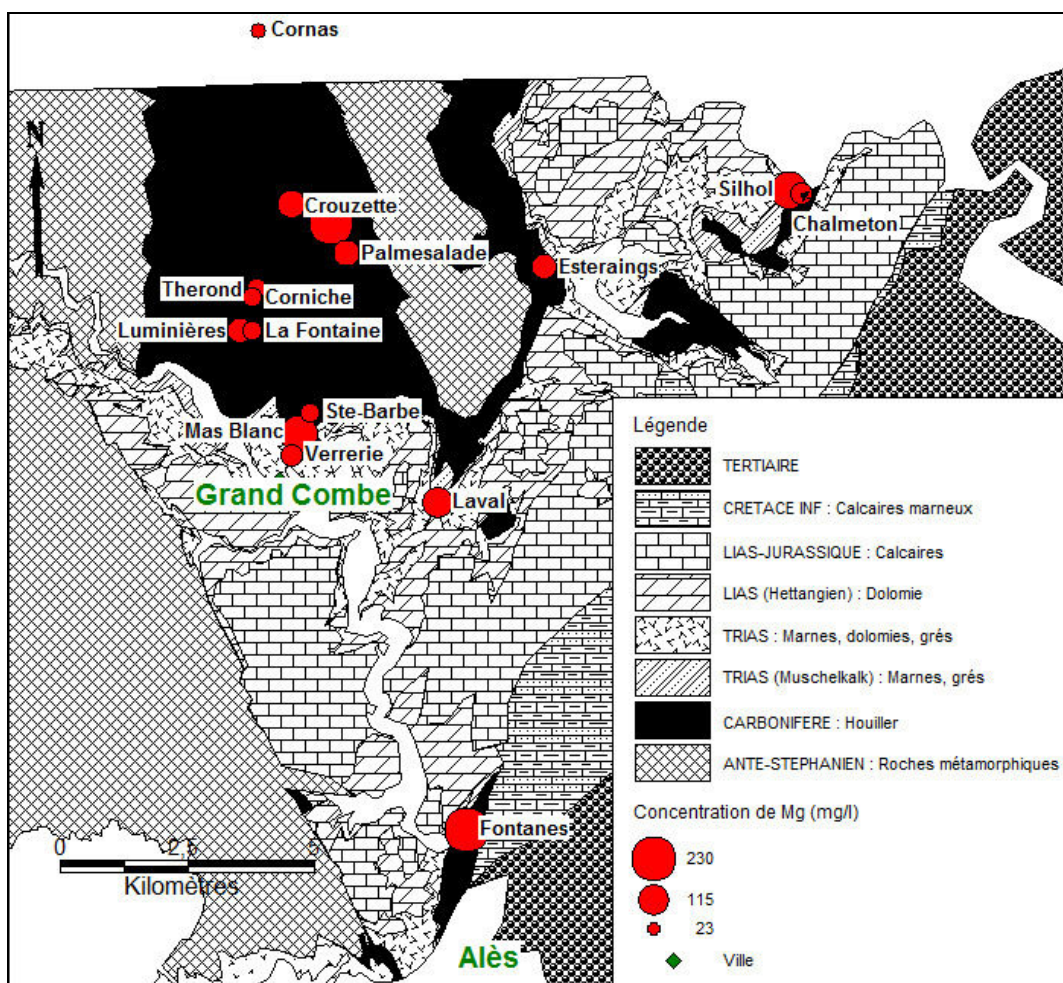 Cornas
N
Crouzette
Palmesalade
Silhol
Chalmeton
Esteraings
Therond
Corniche
Luminières
La Fontaine
Ste-Barbe
Mas Blanc
Verrerie
Grand Combe
Laval
Fontanes
Alès
0 2,5 5
Kilomètres
Légende
TERTIAIRE
CRETACE INF : Calcaires marneux
LIAS-JURASSIQUE : Calcaires
LIAS (Hettangien) : Dolomie
TRIAS : Marnes, dolomies, grés
TRIAS (Muschelkalk) : Marnes, grés
CARBONIFERE : Houiller
ANTE-STEPHANIEN : Roches métamorphiques
Concentration de Mg (mg/l)
230
115
23
Ville